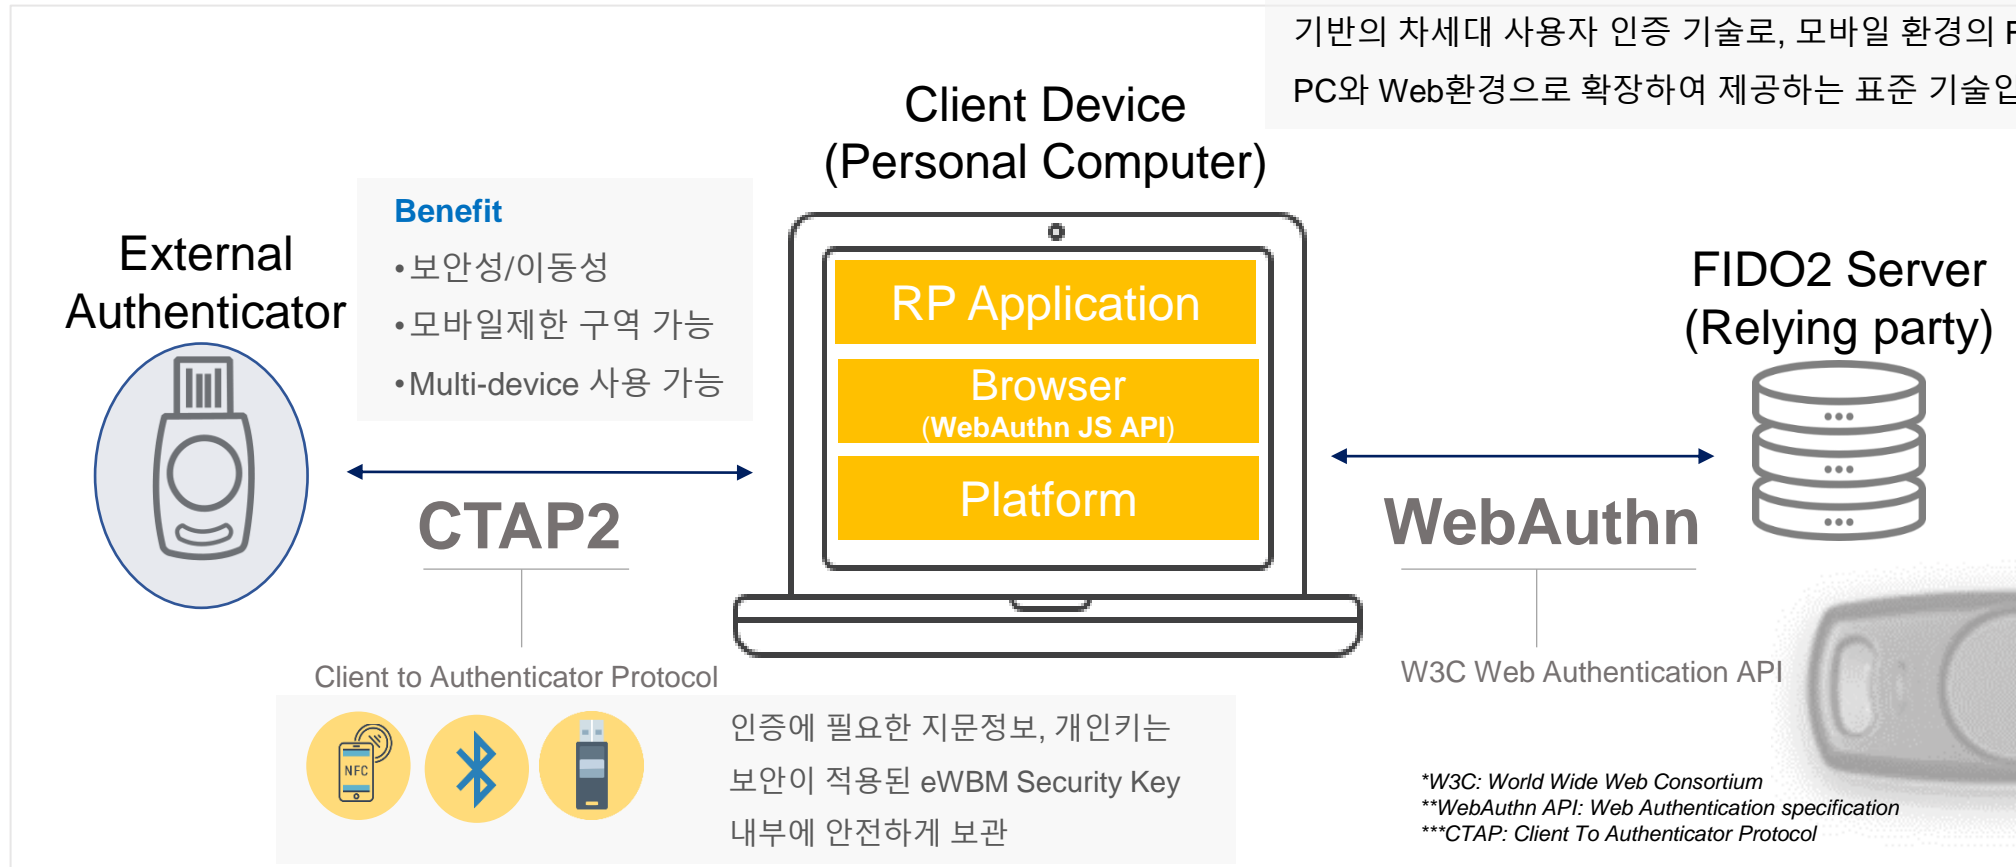 기반의 차세대 사용자 인증 기술로, 모바일 환경의
PC와 Web환경으로 확장하여 제공하는 표준
Client Device
(Personal Computer)
Benefit
•보안성/이동성
•모바일제한 구역 가능
•Multi-device 사용 가능
External
Authenticator
RP Application
Browser
(WebAuthn JS API)
Platform
FIDO2 Server
(Relying party)
CTAP2
WebAuthn
Client to Authenticator Protocol
W3C Web Authentication API
NFC
인증에 필요한 지문정보, 개인키는
보안이 적용된 eWBM Security Key
내부에 안전하게 보관
*W3C: World Wide Web Consortium
**WebAuthn API: Web Authentication specification
***CTAP: Client To Authenticator Protocol